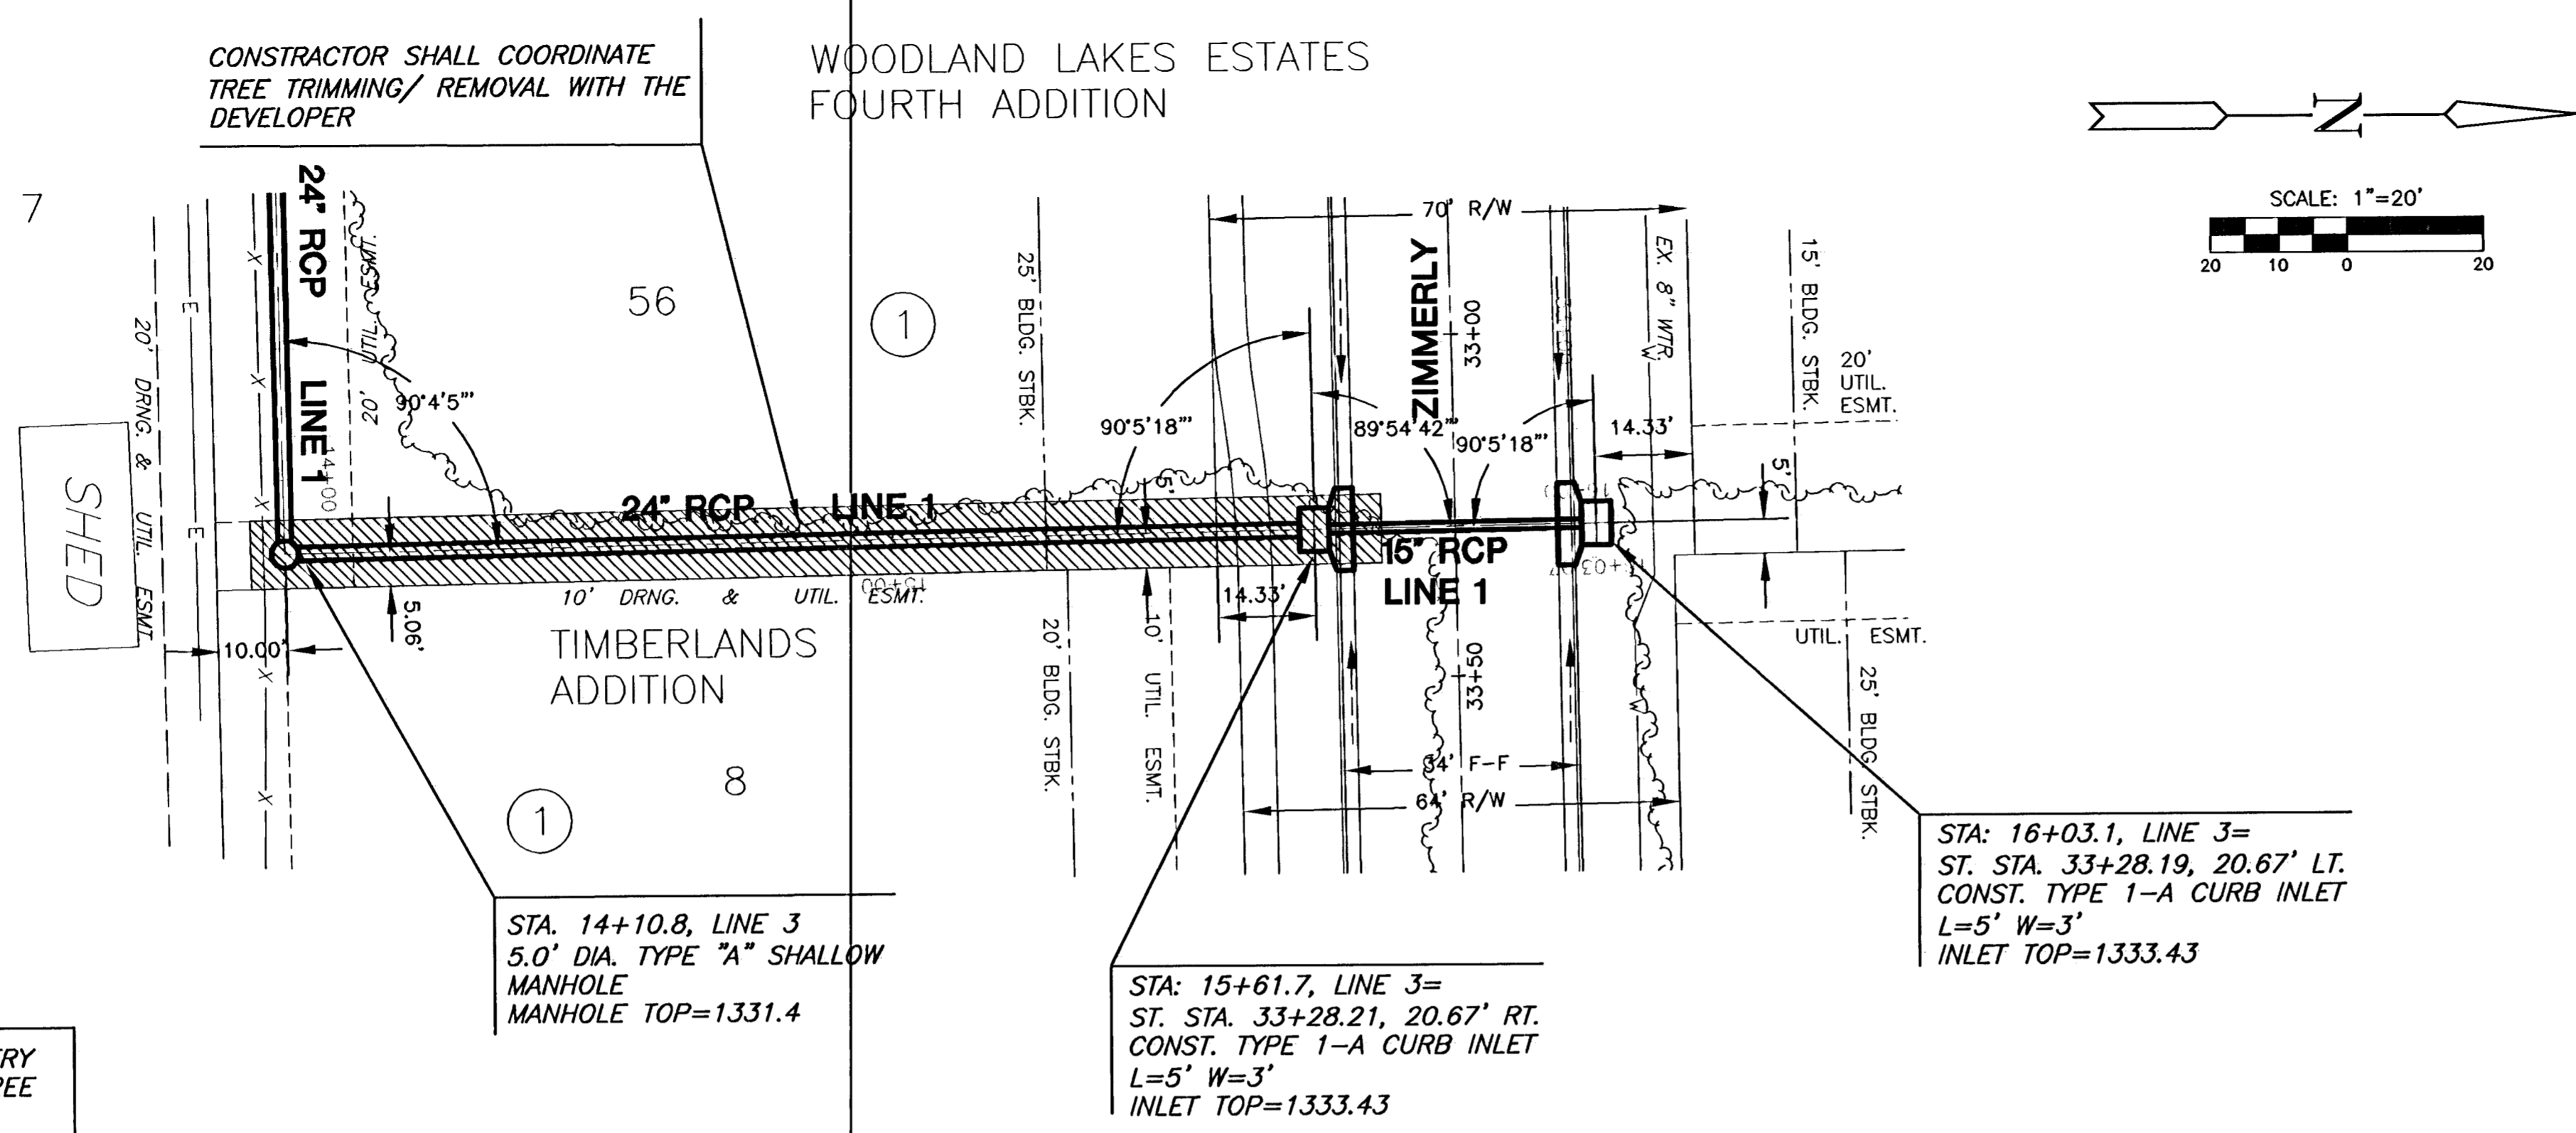 CONSTRACTOR SHALL COORDINATE
TREE TRIMMING/ REMOVAL WITH THE
DEVELOPER
WOODLAND LAKES ESTATES
FOURTH ADDITION
N
SCALE: 1"=20'
20 10 0 20
7
24" RCP LINE 1
14+00
20' UTIL. ESMT.
E
E
X
X
X
X
X
20' DRNG. & UTIL. ESMT.
SHED
56
1
90°4'5"'
24" RCP LINE 1
25' BLDG. STBK.
90°5'18"'
5'
70' R/W
ZIMMERLY
33+00
89°54'42"'
90°5'18"'
EX. 8" WTR.
W
W
14.33'
15' BLDG. STBK.
20'
UTIL.
ESMT.
5'
15" RCP
LINE 1
10.00'
5.06'
10' DRNG. & UTIL. ESMT.
15+00
TIMBERLANDS
ADDITION
8
1
20' BLDG. STBK.
10' UTIL. ESMT.
14.33'
33+50
34' F-F
64' R/W
UTIL. ESMT.
25' BLDG. STBK.
STA. 14+10.8, LINE 3
5.0' DIA. TYPE "A" SHALLOW
MANHOLE
MANHOLE TOP=1331.4
STA: 15+61.7, LINE 3=
ST. STA. 33+28.21, 20.67' RT.
CONST. TYPE 1-A CURB INLET
L=5' W=3'
INLET TOP=1333.43
STA: 16+03.1, LINE 3=
ST. STA. 33+28.19, 20.67' LT.
CONST. TYPE 1-A CURB INLET
L=5' W=3'
INLET TOP=1333.43